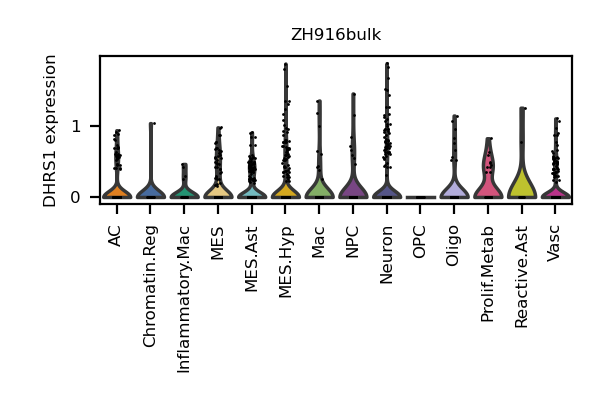 ZH916bulk
DHRS1 expression
1
0
AC
Chromatin.Reg
Inflammatory.Mac
MES
MES.Ast
MES.Hyp
Mac
NPC
Neuron
OPC
Oligo
Prolif.Metab
Reactive.Ast
Vasc